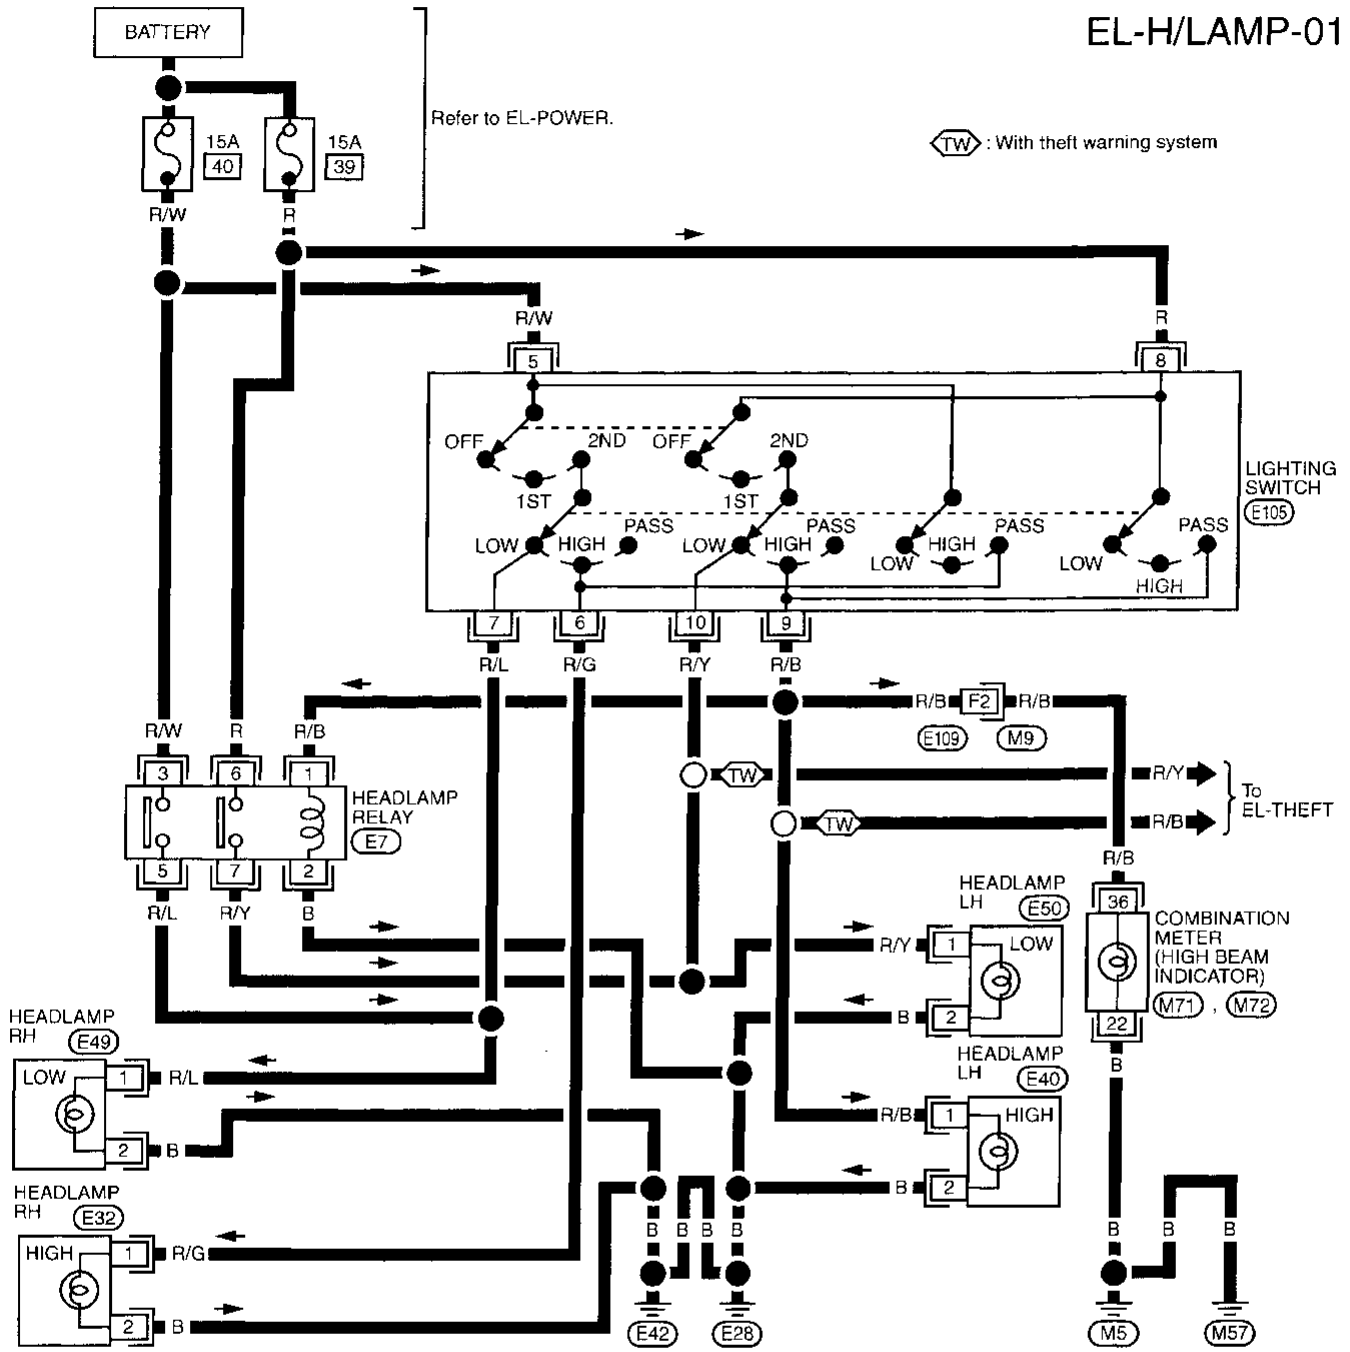 EL-H/LAMP-01
BATTERY
Refer to EL-POWER.
TW : With theft warning system
15A
40
15A
39
R/W
R
R/W
R
5
8
OFF
2ND
OFF
2ND
1ST
1ST
LIGHTING
SWITCH
E105
LOW
HIGH
PASS
LOW
HIGH
PASS
LOW
HIGH
PASS
LOW
HIGH
PASS
7
6
10
9
R/L
R/G
R/Y
R/B
R/B
F2
R/B
E109
M9
R/W
R
R/B
3
6
1
HEADLAMP
RELAY
E7
5
7
2
R/L
R/Y
B
TW
R/Y
TW
R/B
To
EL-THEFT
R/B
36
COMBINATION
METER
(HIGH BEAM
INDICATOR)
M71 , M72
22
B
HEADLAMP
LH
E50
R/Y
1
LOW
B
2
HEADLAMP
LH
E40
R/B
1
HIGH
B
2
HEADLAMP
RH
E49
LOW
1
R/L
2
B
HEADLAMP
RH
E32
HIGH
1
R/G
2
B
B
B
B
B
B
B
B
E42
E28
M5
M57